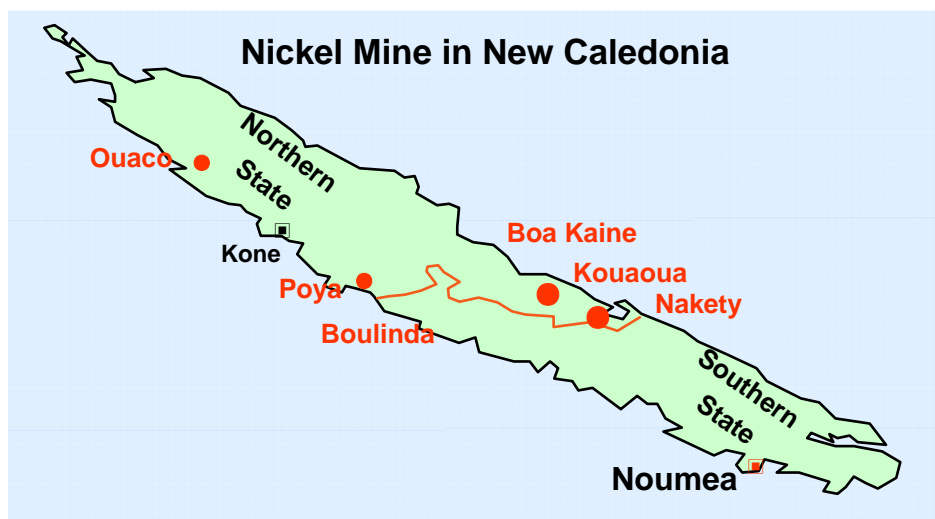 Nickel Mine in New Caledonia
Northern
State
Ouaco
Kone
Boa Kaine
Kouaoua
Poya
Nakety
Boulinda
Southern
State
Noumea